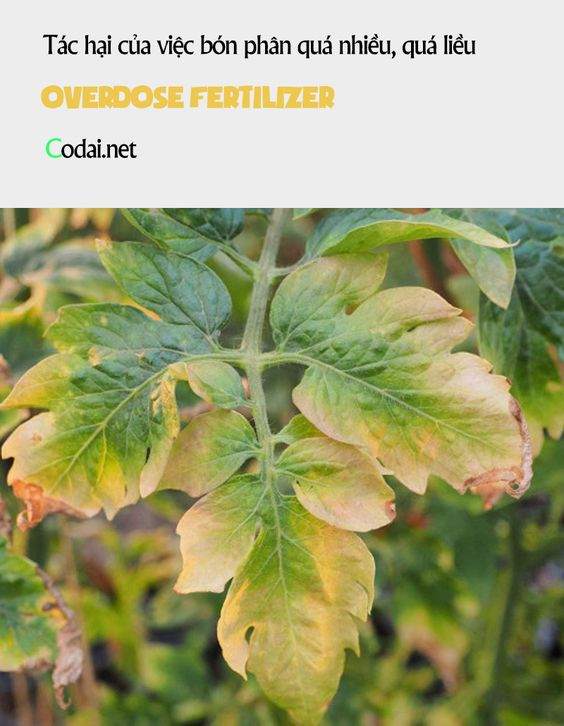 Tác hại của việc bón phân quá nhiều, quá liều
OVERDOSE FERTILIZER
Codai.net